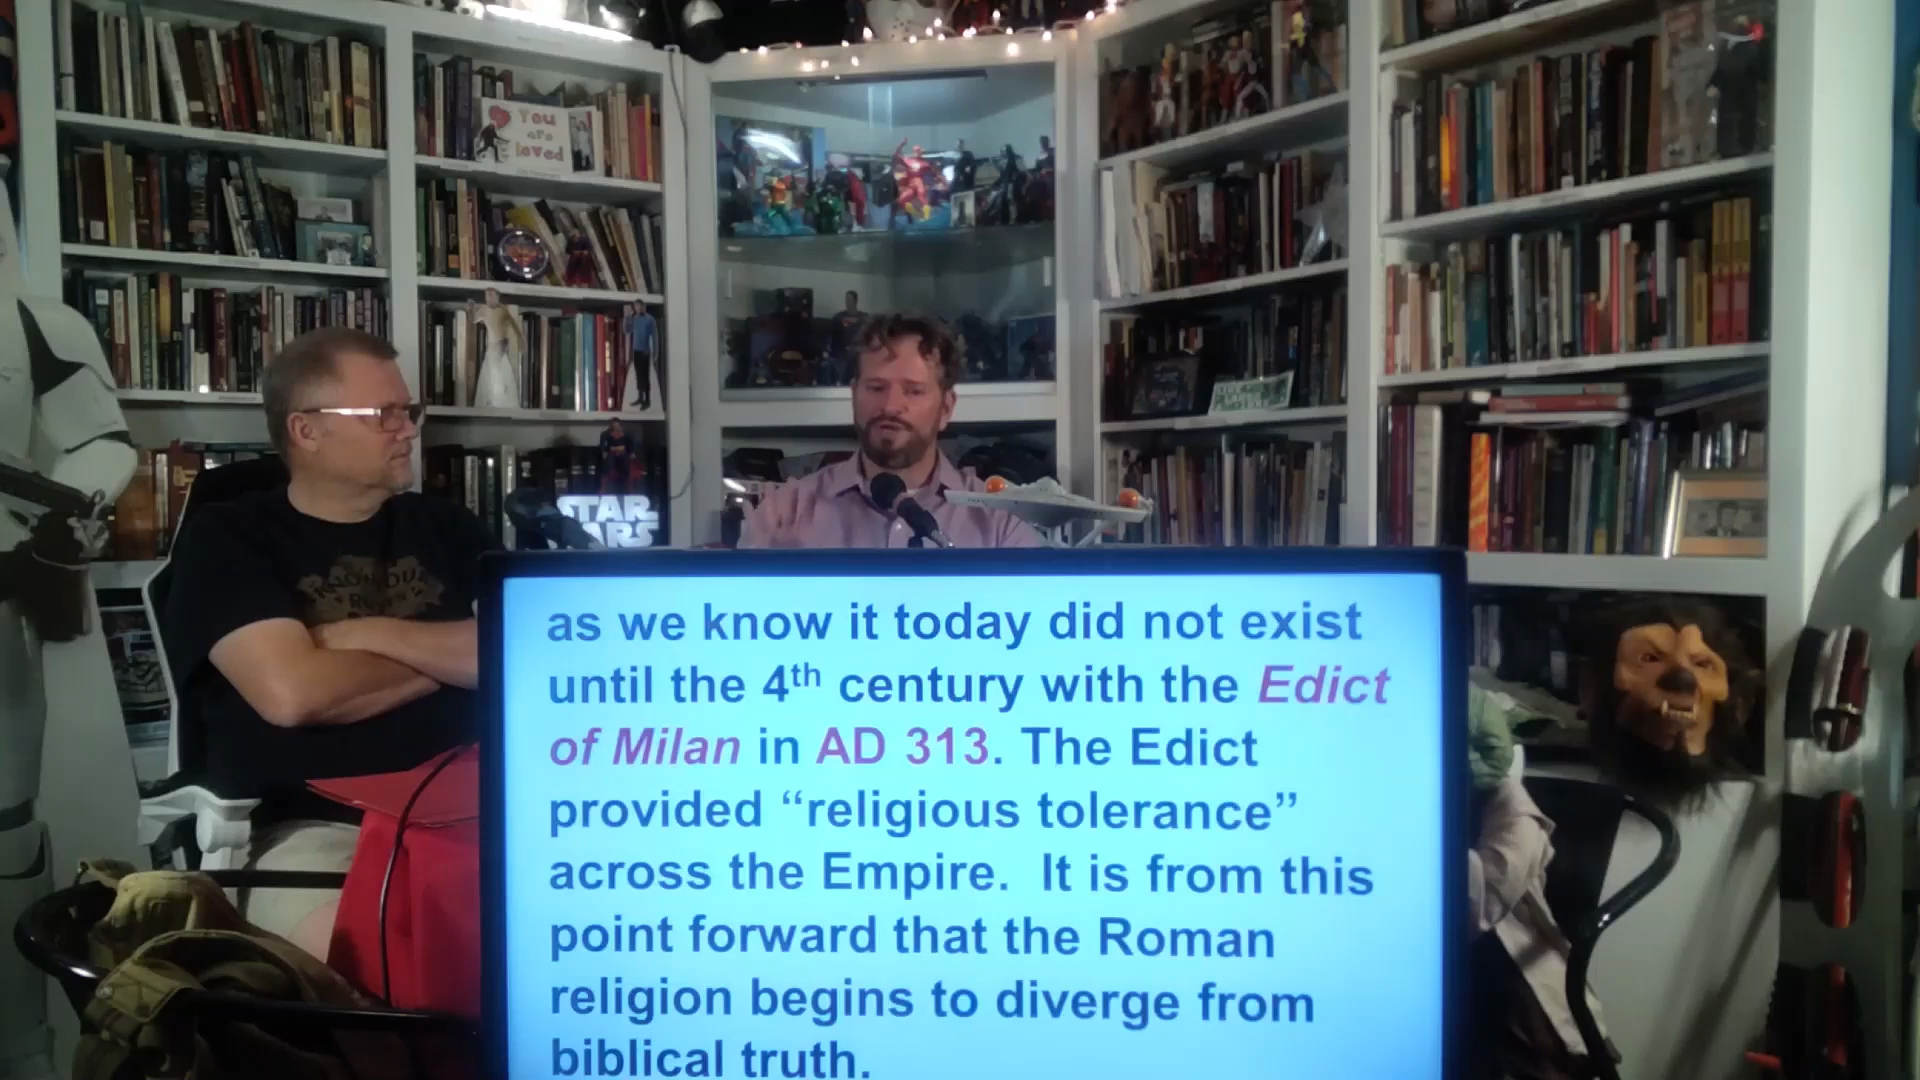 You
are
loved
STAR
WARS
as we know it today did not exist
until the 4th century with the Edict
of Milan in AD 313. The Edict
provided “religious tolerance”
across the Empire. It is from this
point forward that the Roman
religion begins to diverge from
biblical truth.